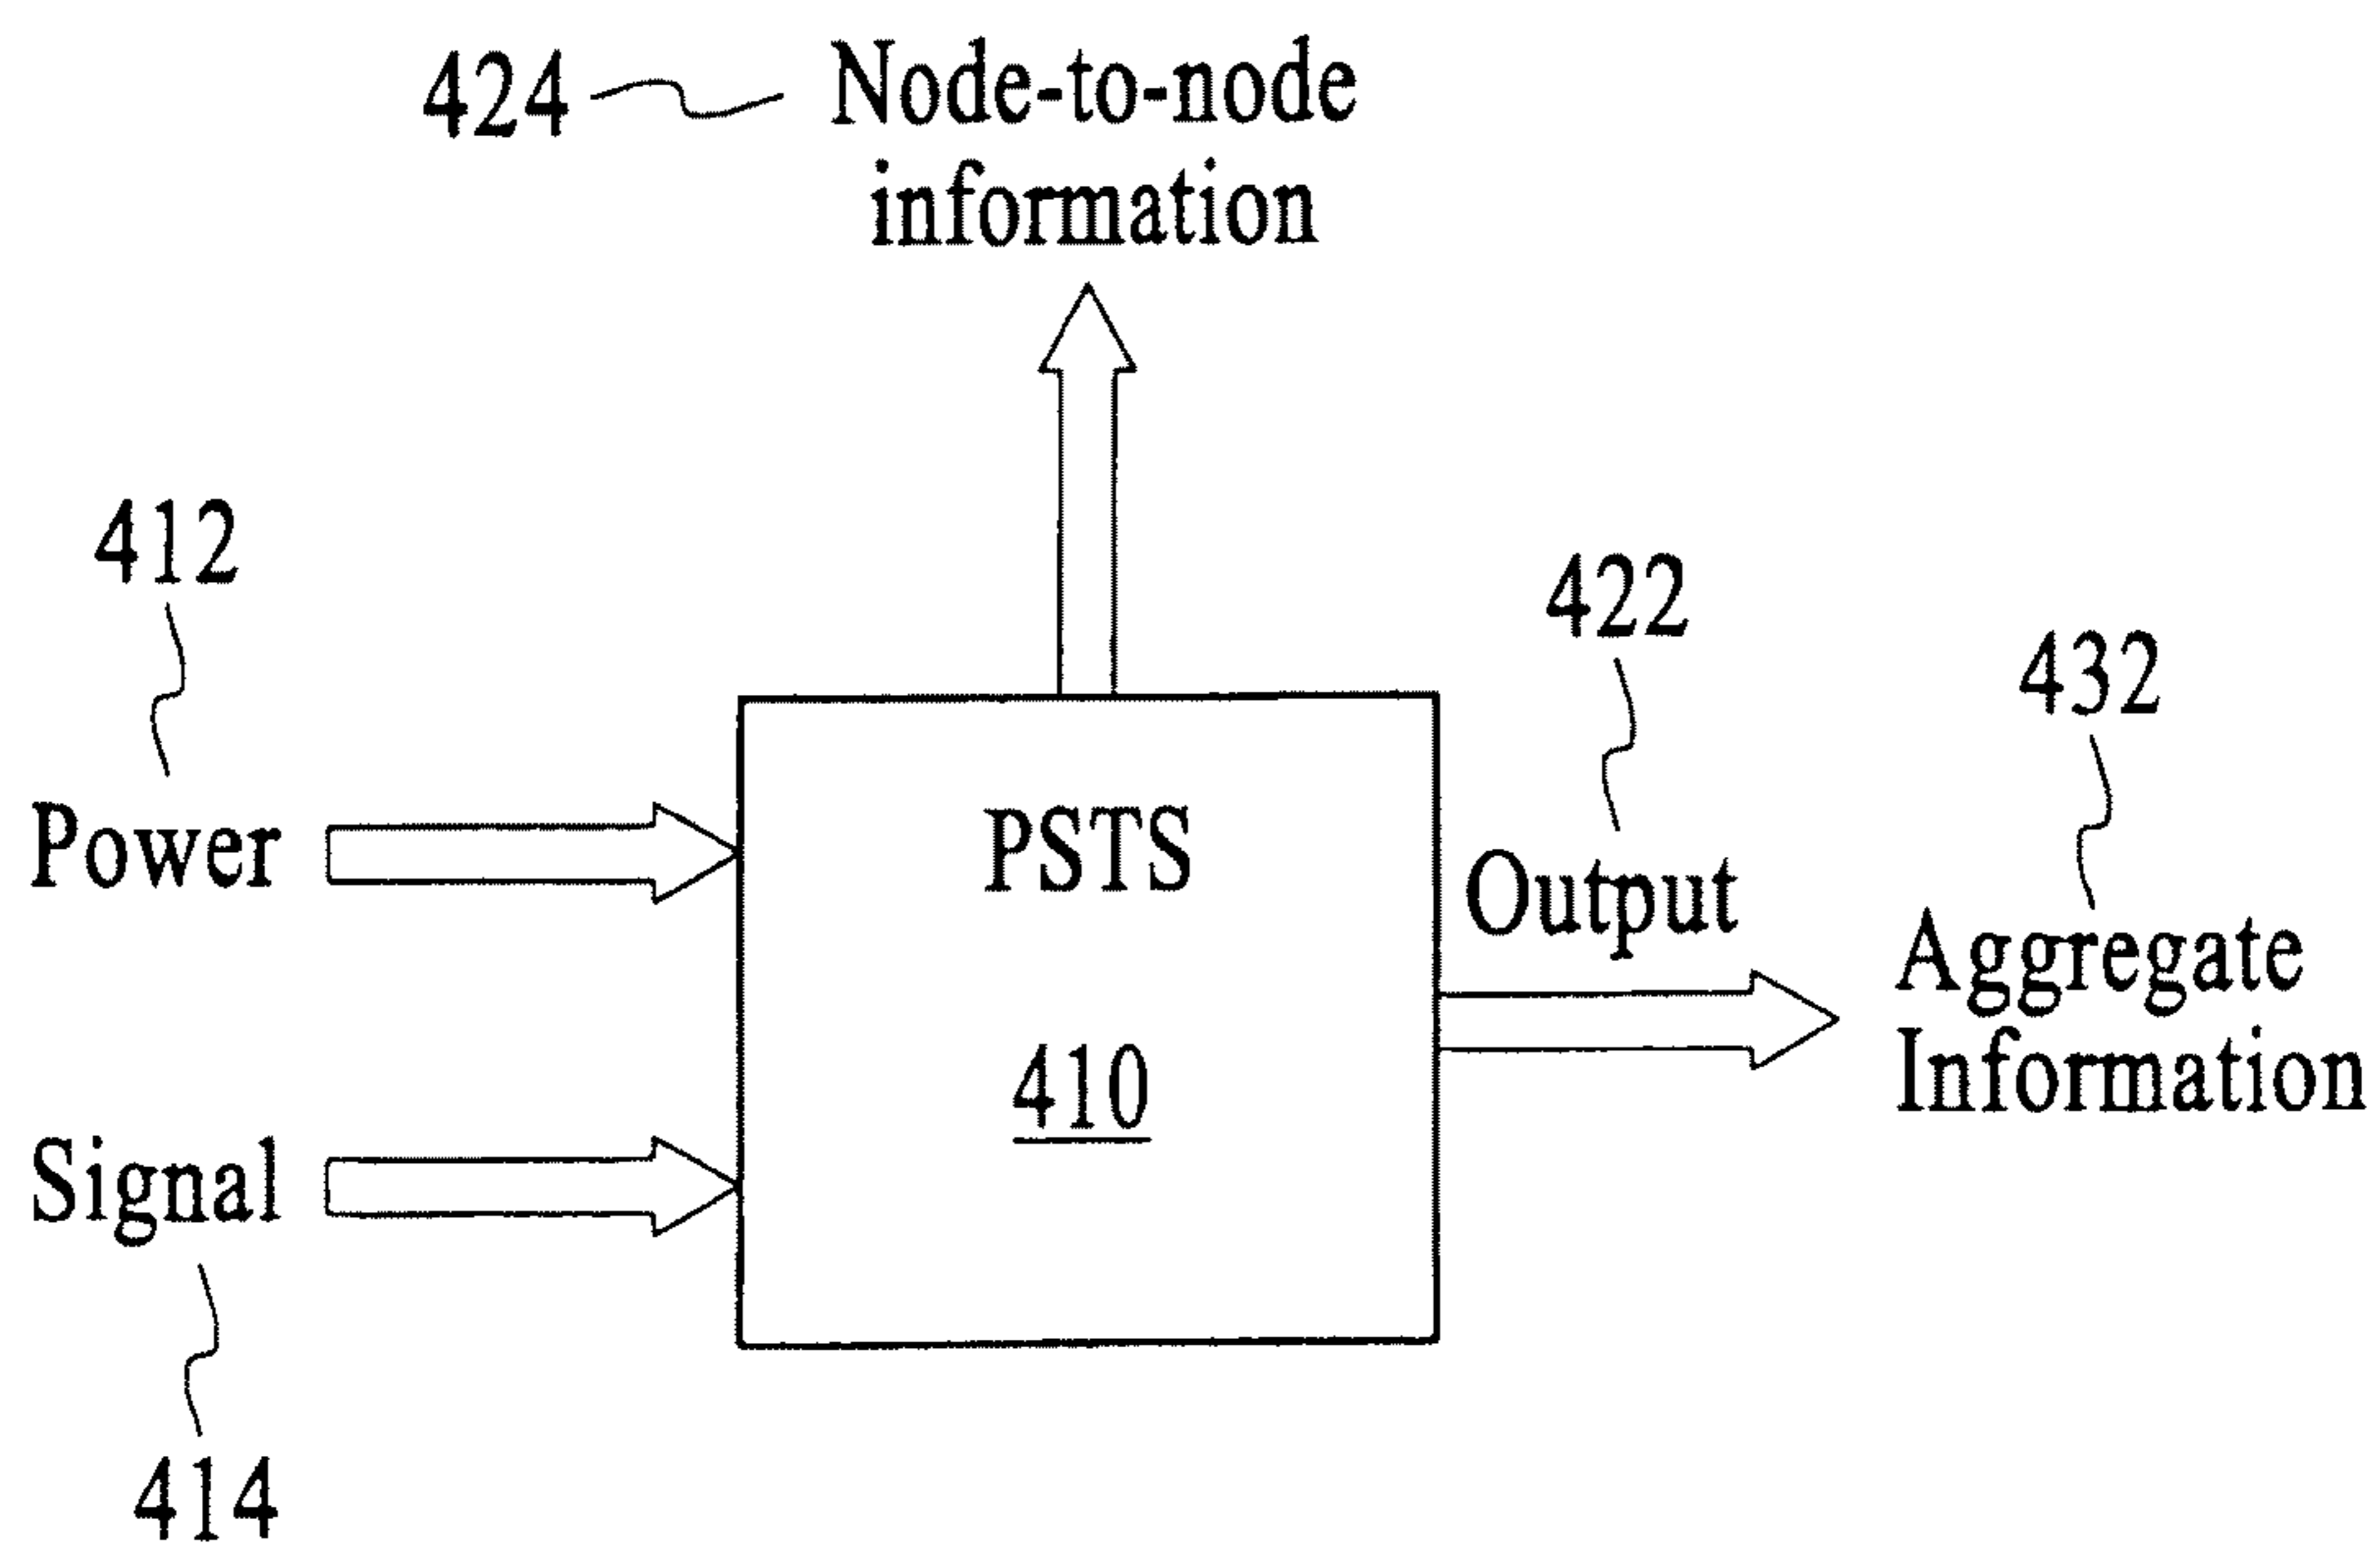 424
Node-to-node
information
412
Power
PSTS
410
422
Output
432
Aggregate
Information
Signal
414